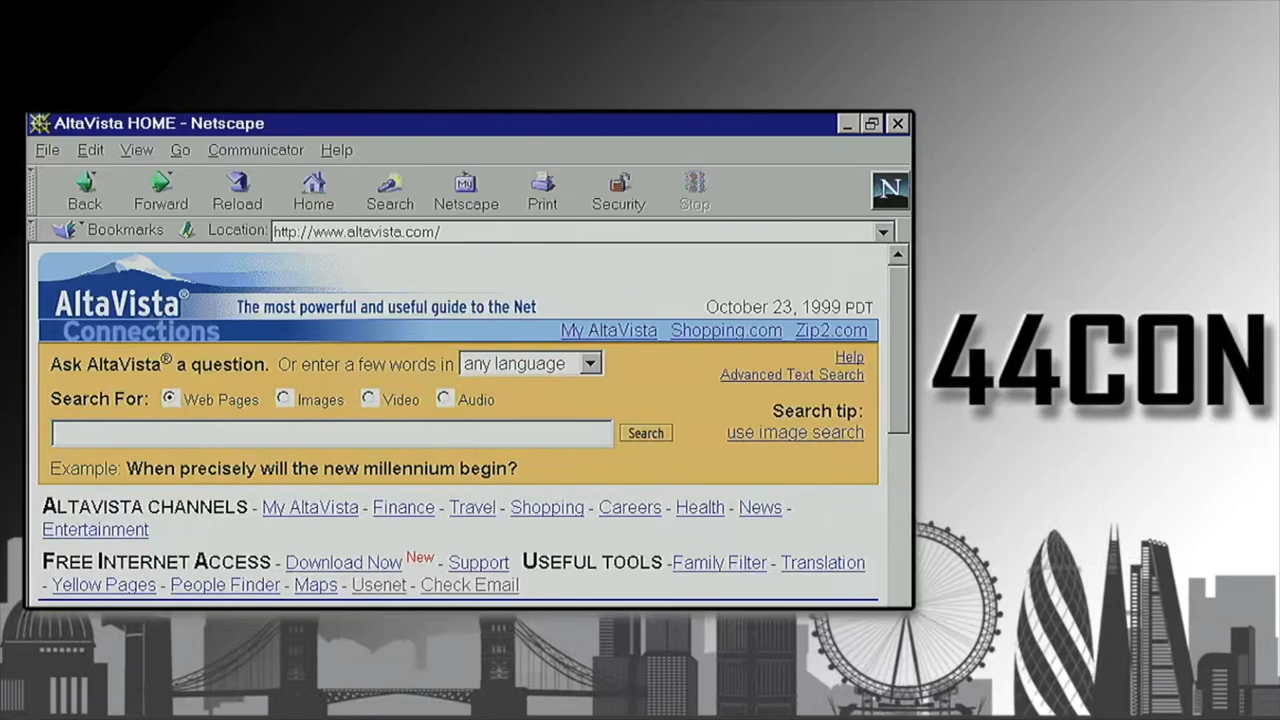 AltaVista HOME - Netscape
File Edit View Go Communicator Help
Back Forward Reload Home Search Netscape Print Security Stop
My
N
Bookmarks Location: http://www.altavista.com/
AltaVista® The most powerful and useful guide to the Net October 23, 1999 PDT
Connections My AltaVista Shopping.com Zip2.com
Ask AltaVista® a question. Or enter a few words in any language Help
Advanced Text Search
Search For: Web Pages Images Video Audio
Search tip:
Search use image search
Example: When precisely will the new millennium begin?
ALTAVISTA CHANNELS - My AltaVista - Finance - Travel - Shopping - Careers - Health - News -
Entertainment
FREE INTERNET ACCESS - Download Now New - Support USEFUL TOOLS - Family Filter - Translation
- Yellow Pages - People Finder - Maps - Usenet - Check Email
44CON